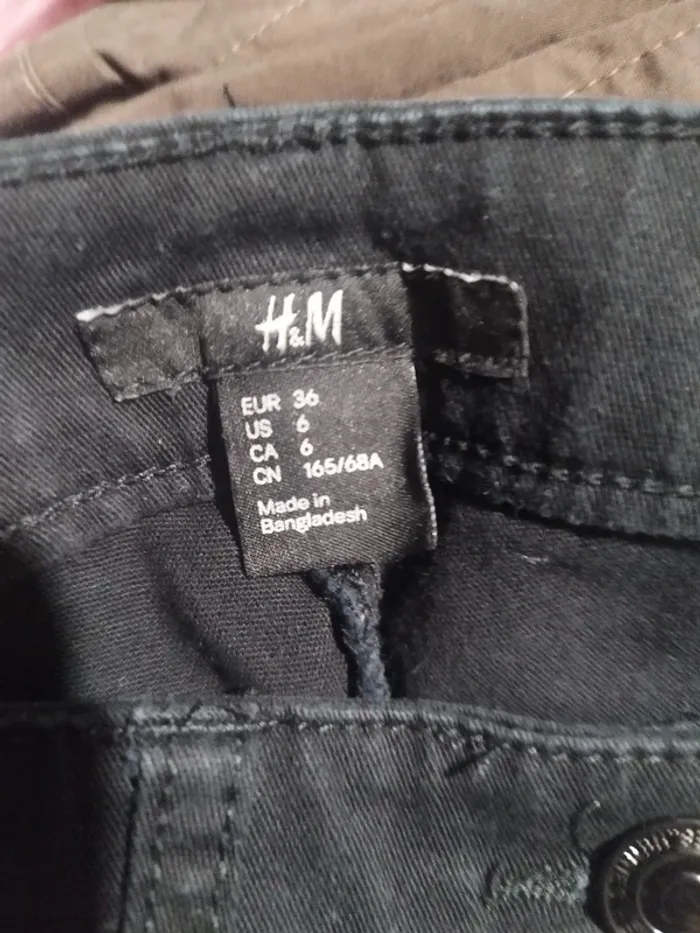 H&M
EUR 36
US 6
CA 6
CN 165/68A
Made in
Bangladesh